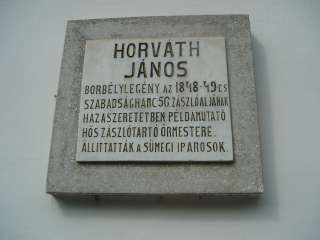 HORVÁTH
JÁNOS
BORBÉLYLEGÉNY AZ 1848-49 ES
SZABADSÁGHARC 56. ZÁSZLÓALJÁNAK
HAZASZERETETBEN PÉLDAMUTATÓ
HŐS ZÁSZLÓTARTÓ ŐRMESTERE.
ÁLLÍTTATTÁK A SÜMEGI IPAROSOK.